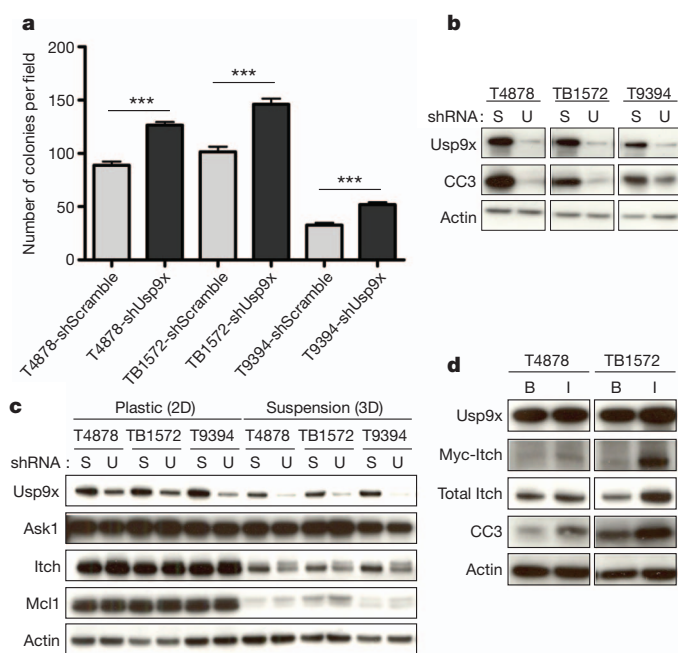 a
Number of colonies per field
200
150
100
50
0
***
***
***
T4878-shScramble
T4878-shUsp9x
TB1572-shScramble
TB1572-shUsp9x
T9394-shScramble
T9394-shUsp9x
b
T4878 TB1572 T9394
shRNA: S U S U S U
Usp9x
CC3
Actin
c
Plastic (2D) Suspension (3D)
T4878 TB1572 T9394 T4878 TB1572 T9394
shRNA : S U S U S U S U S U S U
Usp9x
Ask1
Itch
Mcl1
Actin
d
T4878 TB1572
B I B I
Usp9x
Myc-Itch
Total Itch
CC3
Actin